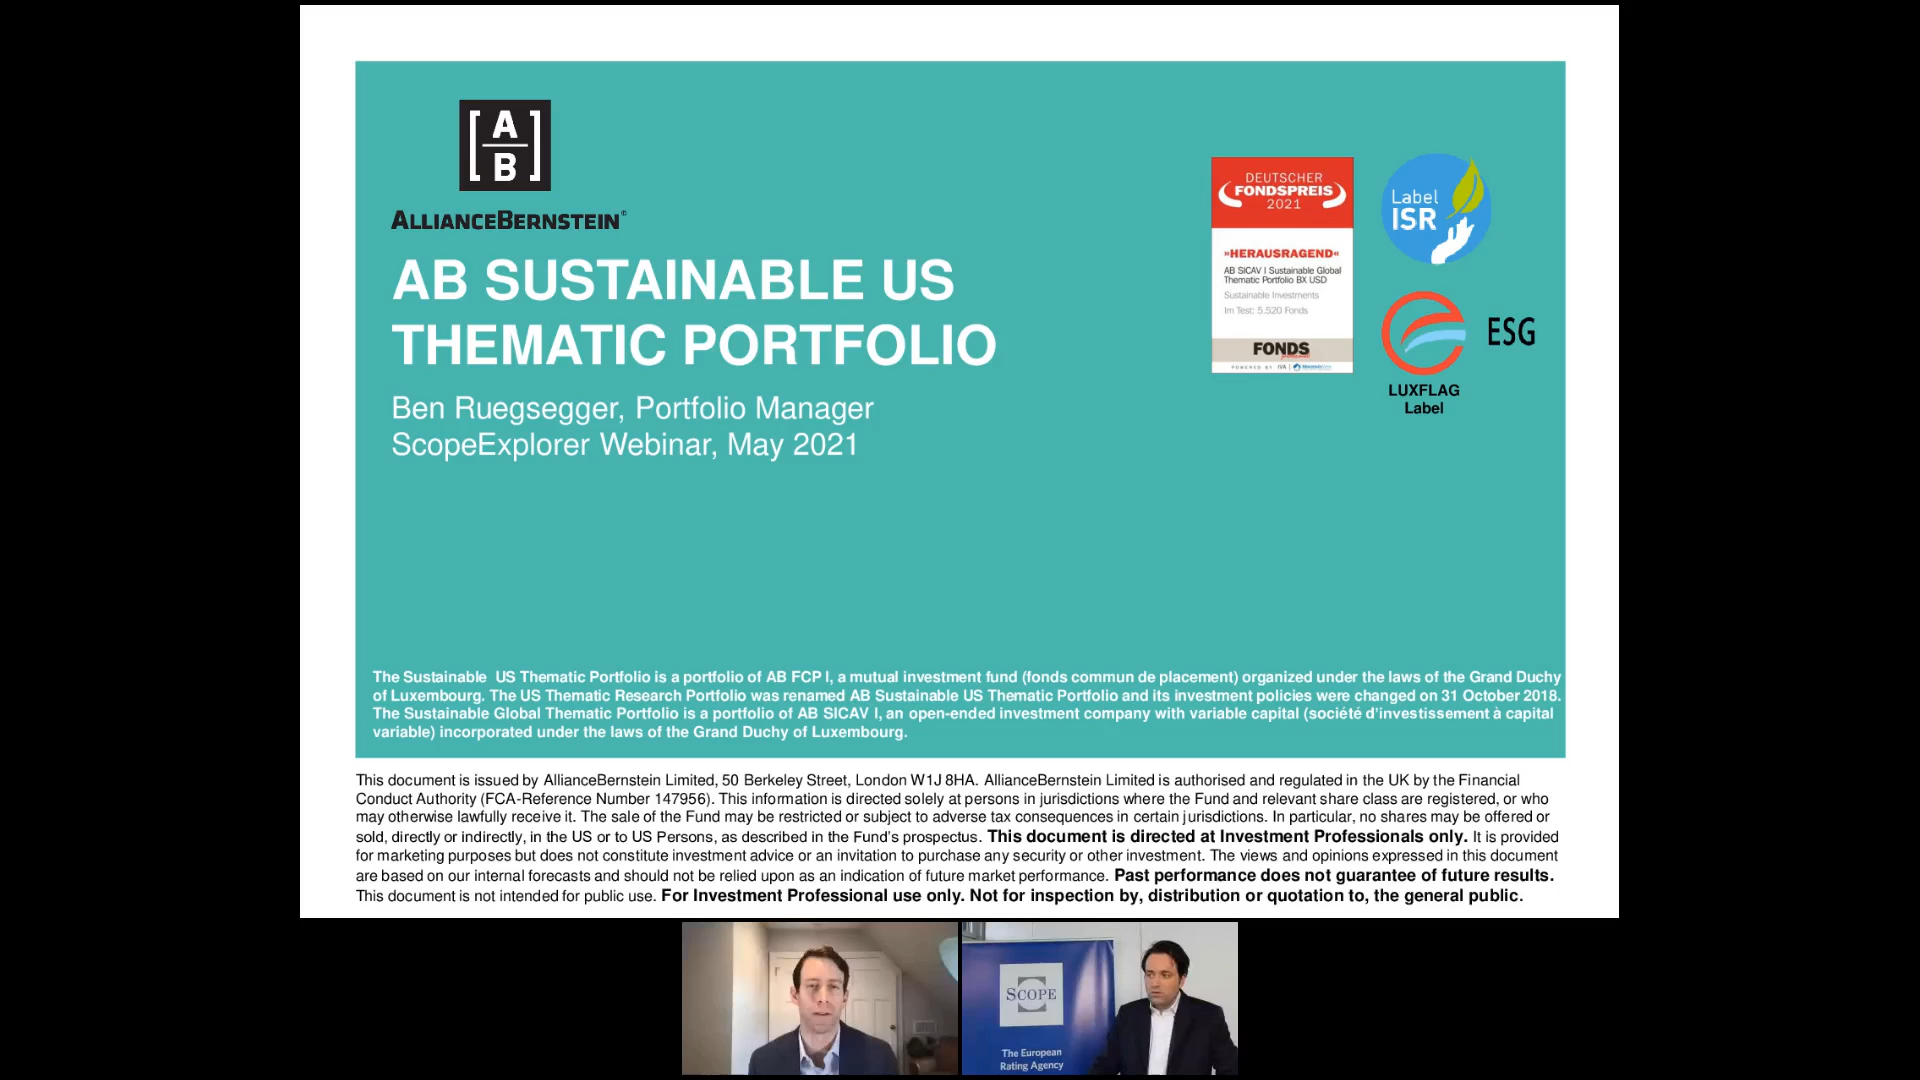 A
B
ALLIANCEBERNSTEIN®
AB SUSTAINABLE US
THEMATIC PORTFOLIO
Ben Ruegsegger, Portfolio Manager
ScopeExplorer Webinar, May 2021
DEUTSCHER
FONDSPREIS
2021
»HERAUSRAGEND«
AB SICAV I Sustainable Global
Thematic Portfolio BX USD
Sustainable Investments
Im Test: 5.520 Fonds
FONDS
POWERED BY IVA
Label
ISR
ESG
LUXFLAG
Label
The Sustainable US Thematic Portfolio is a portfolio of AB FCP I, a mutual investment fund (fonds commun de placement) organized under the laws of the Grand Duchy
of Luxembourg. The US Thematic Research Portfolio was renamed AB Sustainable US Thematic Portfolio and its investment policies were changed on 31 October 2018.
The Sustainable Global Thematic Portfolio is a portfolio of AB SICAV I, an open-ended investment company with variable capital (société d'investissement à capital
variable) incorporated under the laws of the Grand Duchy of Luxembourg.
This document is issued by AllianceBernstein Limited, 50 Berkeley Street, London W1J 8HA. AllianceBernstein Limited is authorised and regulated in the UK by the Financial
Conduct Authority (FCA-Reference Number 147956). This information is directed solely at persons in jurisdictions where the Fund and relevant share class are registered, or who
may otherwise lawfully receive it. The sale of the Fund may be restricted or subject to adverse tax consequences in certain jurisdictions. In particular, no shares may be offered or
sold, directly or indirectly, in the US or to US Persons, as described in the Fund's prospectus. This document is directed at Investment Professionals only. It is provided
for marketing purposes but does not constitute investment advice or an invitation to purchase any security or other investment. The views and opinions expressed in this document
are based on our internal forecasts and should not be relied upon as an indication of future market performance. Past performance does not guarantee of future results.
This document is not intended for public use. For Investment Professional use only. Not for inspection by, distribution or quotation to, the general public.
SCOPE
The European
Rating Agency